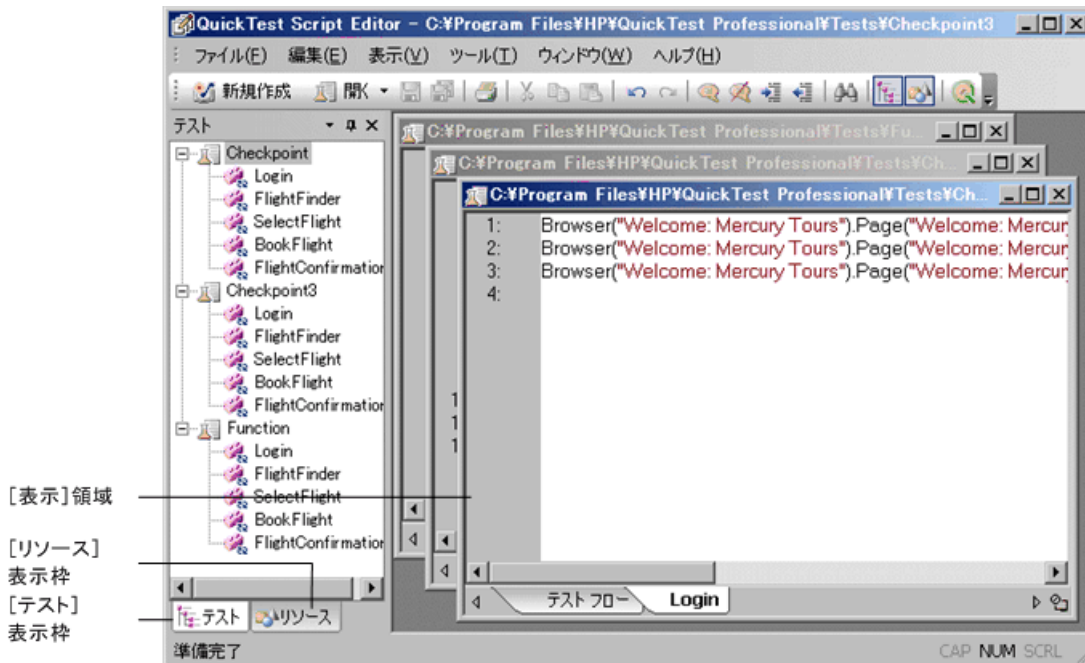 QuickTest Script Editor - C:¥Program Files¥HP¥QuickTest Professional¥Tests¥Checkpoint3
ファイル(F) 編集(E) 表示(V) ツール(T) ウィンドウ(W) ヘルプ(H)
新規作成 開く
テスト
Checkpoint
Login
FlightFinder
SelectFlight
BookFlight
FlightConfirmation
Checkpoint3
Login
FlightFinder
SelectFlight
BookFlight
FlightConfirmation
Function
Login
FlightFinder
SelectFlight
BookFlight
FlightConfirmation
テスト リソース
C:¥Program Files¥HP¥QuickTest Professional¥Tests¥Fu...
C:¥Program Files¥HP¥QuickTest Professional¥Tests¥Ch...
C:¥Program Files¥HP¥QuickTest Professional¥Tests¥Ch...
1: Browser("Welcome: Mercury Tours").Page("Welcome: Mercur
2: Browser("Welcome: Mercury Tours").Page("Welcome: Mercur
3: Browser("Welcome: Mercury Tours").Page("Welcome: Mercur
4:
1
1
1
テスト フロー Login
準備完了 CAP NUM SCRL
[表示]領域
[リソース]
表示枠
[テスト]
表示枠